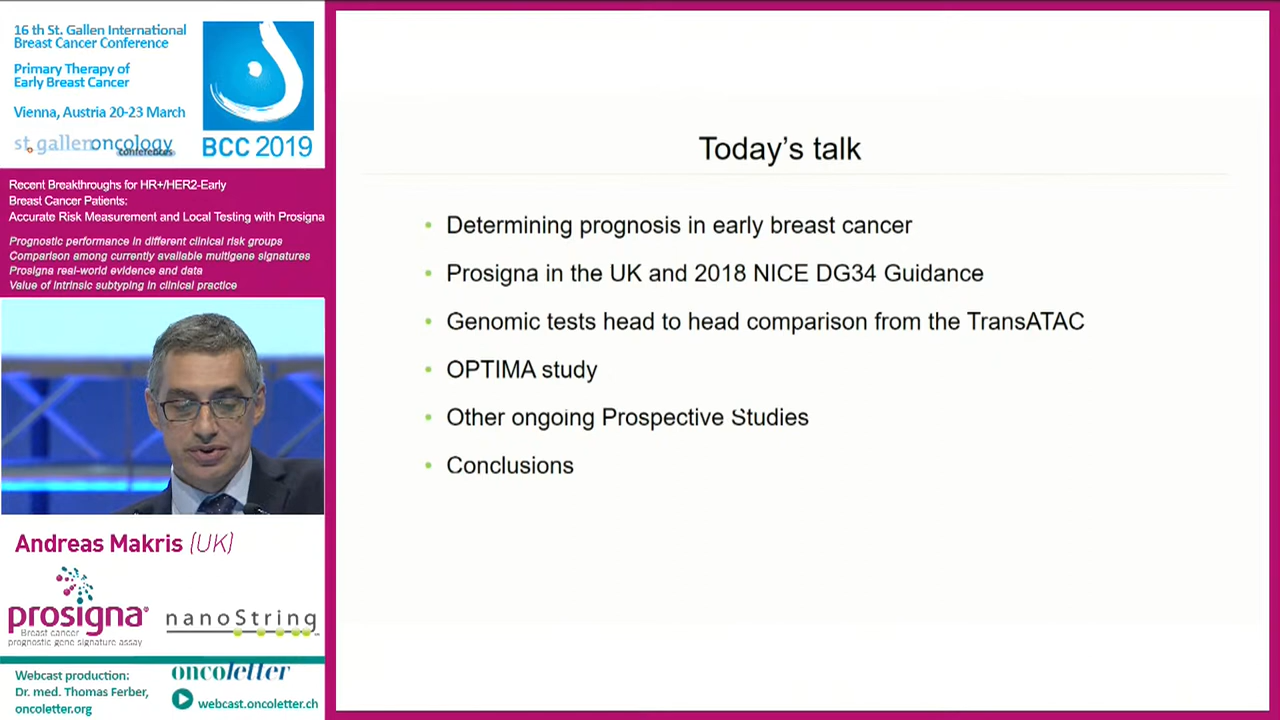 16 th St. Gallen International
Breast Cancer Conference
Primary Therapy of
Early Breast Cancer
Vienna, Austria 20-23 March
st.gallenoncology
conferences
BCC 2019
Recent Breakthroughs for HR+/HER2-Early
Breast Cancer Patients:
Accurate Risk Measurement and Local Testing with Prosigna
Prognostic performance in different clinical risk groups
Comparison among currently available multigene signatures
Prosigna real-world evidence and data
Value of intrinsic subtyping in clinical practice
Andreas Makris (UK)
prosigna®
Breast cancer
prognostic gene signature assay
nanoString
Webcast production:
Dr. med. Thomas Ferber,
oncoletter.org
oncoletter
webcast.oncoletter.ch
Today's talk
• Determining prognosis in early breast cancer
• Prosigna in the UK and 2018 NICE DG34 Guidance
• Genomic tests head to head comparison from the TransATAC
• OPTIMA study
• Other ongoing Prospective Studies
• Conclusions